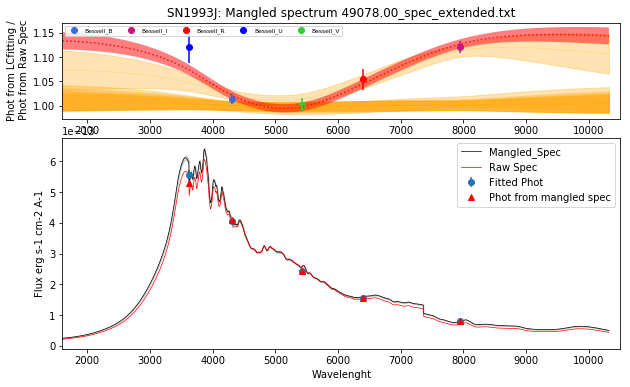 SN1993J: Mangled spectrum 49078.00_spec_extended.txt
Bessell_B Bessell_I Bessell_R Bessell_U Bessell_V
Phot from LCfitting /
Phot from Raw Spec
1.15
1.10
1.05
1.00
2000 3000 4000 5000 6000 7000 8000 9000 10000
1e−13
Mangled_Spec
Raw Spec
Fitted Phot
Phot from mangled spec
Flux erg s-1 cm-2 A-1
6
5
4
3
2
1
0
2000 3000 4000 5000 6000 7000 8000 9000 10000
Wavelenght